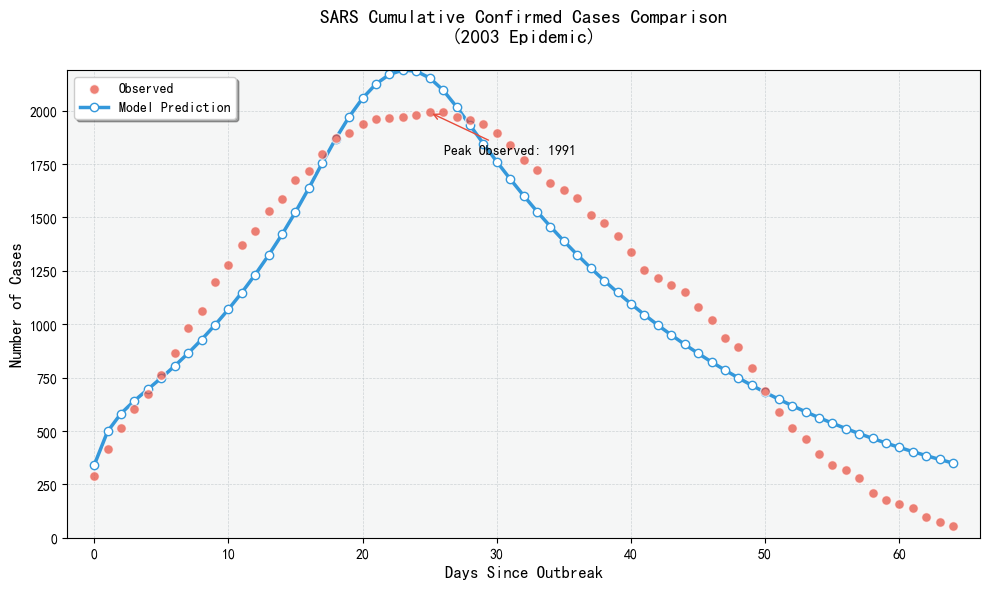 SARS Cumulative Confirmed Cases Comparison
(2003 Epidemic)
Observed
Model Prediction
Peak Observed: 1991
Number of Cases
2000
1750
1500
1250
1000
750
500
250
0
0 10 20 30 40 50 60
Days Since Outbreak